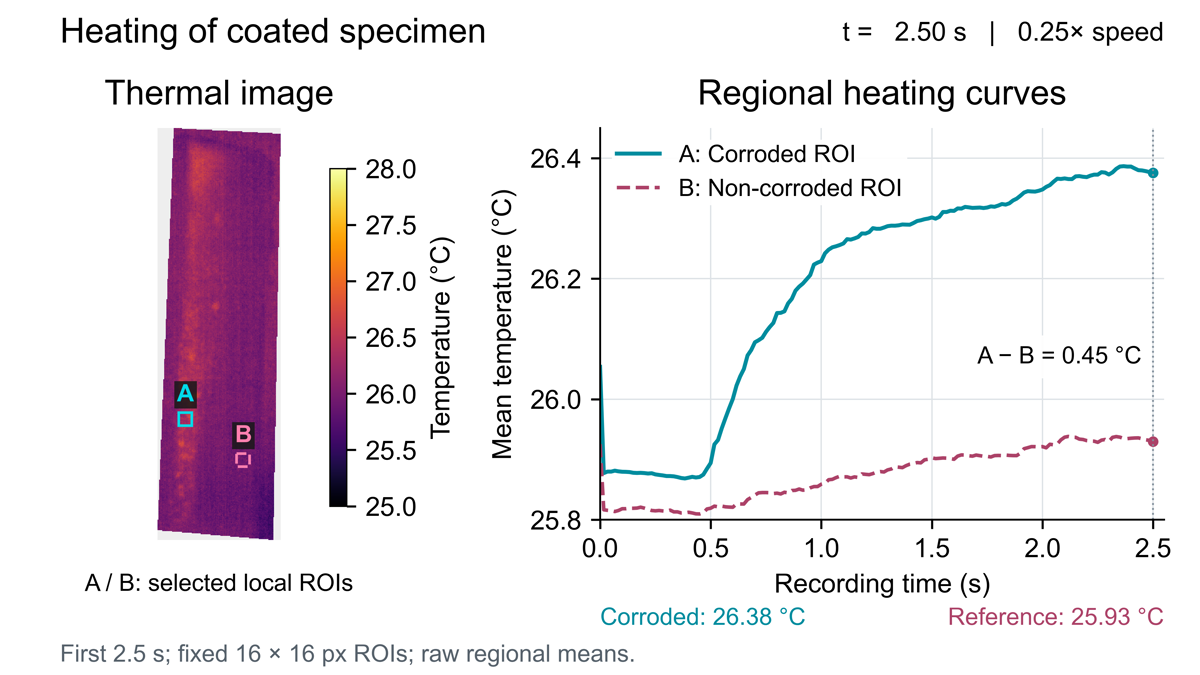 Heating of coated specimen
t = 2.50 s | 0.25× speed
Thermal image
A
B
28.0
27.5
27.0
26.5
26.0
25.5
25.0
Temperature (°C)
A / B: selected local ROIs
Regional heating curves
A: Corroded ROI
B: Non-corroded ROI
26.4
26.2
26.0
25.8
Mean temperature (°C)
A − B = 0.45 °C
0.0 0.5 1.0 1.5 2.0 2.5
Recording time (s)
Corroded: 26.38 °C
Reference: 25.93 °C
First 2.5 s; fixed 16 × 16 px ROIs; raw regional means.